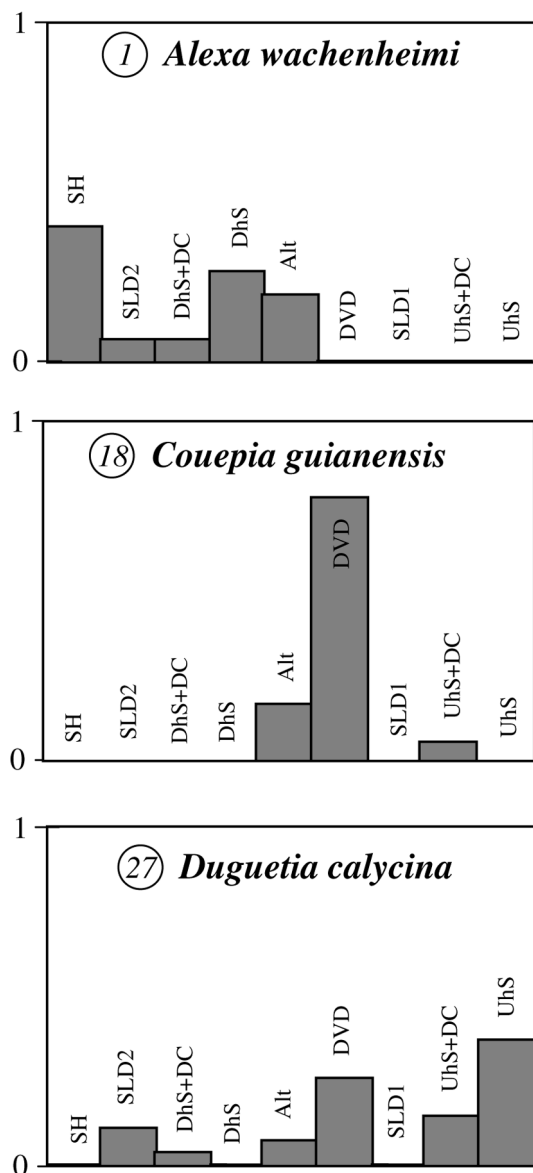 1
1 Alexa wachenheimi
SH
SLD2
DhS+DC
DhS
Alt
DVD
SLD1
UhS+DC
UhS
0
1
18 Couepia guianensis
SH
SLD2
DhS+DC
DhS
Alt
DVD
SLD1
UhS+DC
UhS
0
1
27 Duguetia calycina
SH
SLD2
DhS+DC
DhS
Alt
DVD
SLD1
UhS+DC
UhS
0